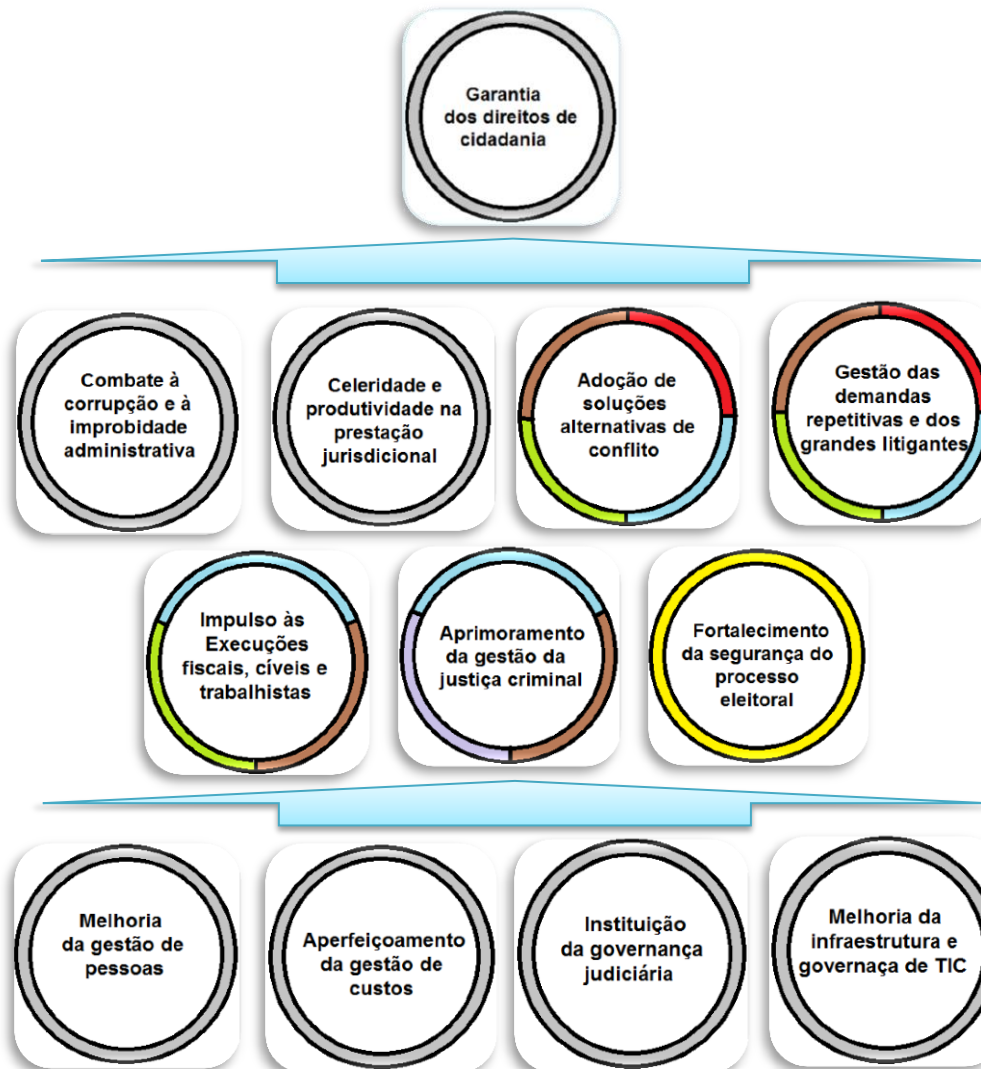 Garantia
dos direitos de
cidadania
Combate à
corrupção e à
improbidade
administrativa
Celeridade e
produtividade na
prestação
jurisdicional
Adoção de
soluções
alternativas de
conflito
Gestão das
demandas
repetitivas e dos
grandes litigantes
Impulso às
Execuções
fiscais, cíveis e
trabalhistas
Aprimoramento
da gestão da
justiça criminal
Fortalecimento
da segurança do
processo
eleitoral
Melhoria
da gestão de
pessoas
Aperfeiçoamento
da gestão de
custos
Instituição
da governança
judiciária
Melhoria da
infraestrutura e
governaça de TIC